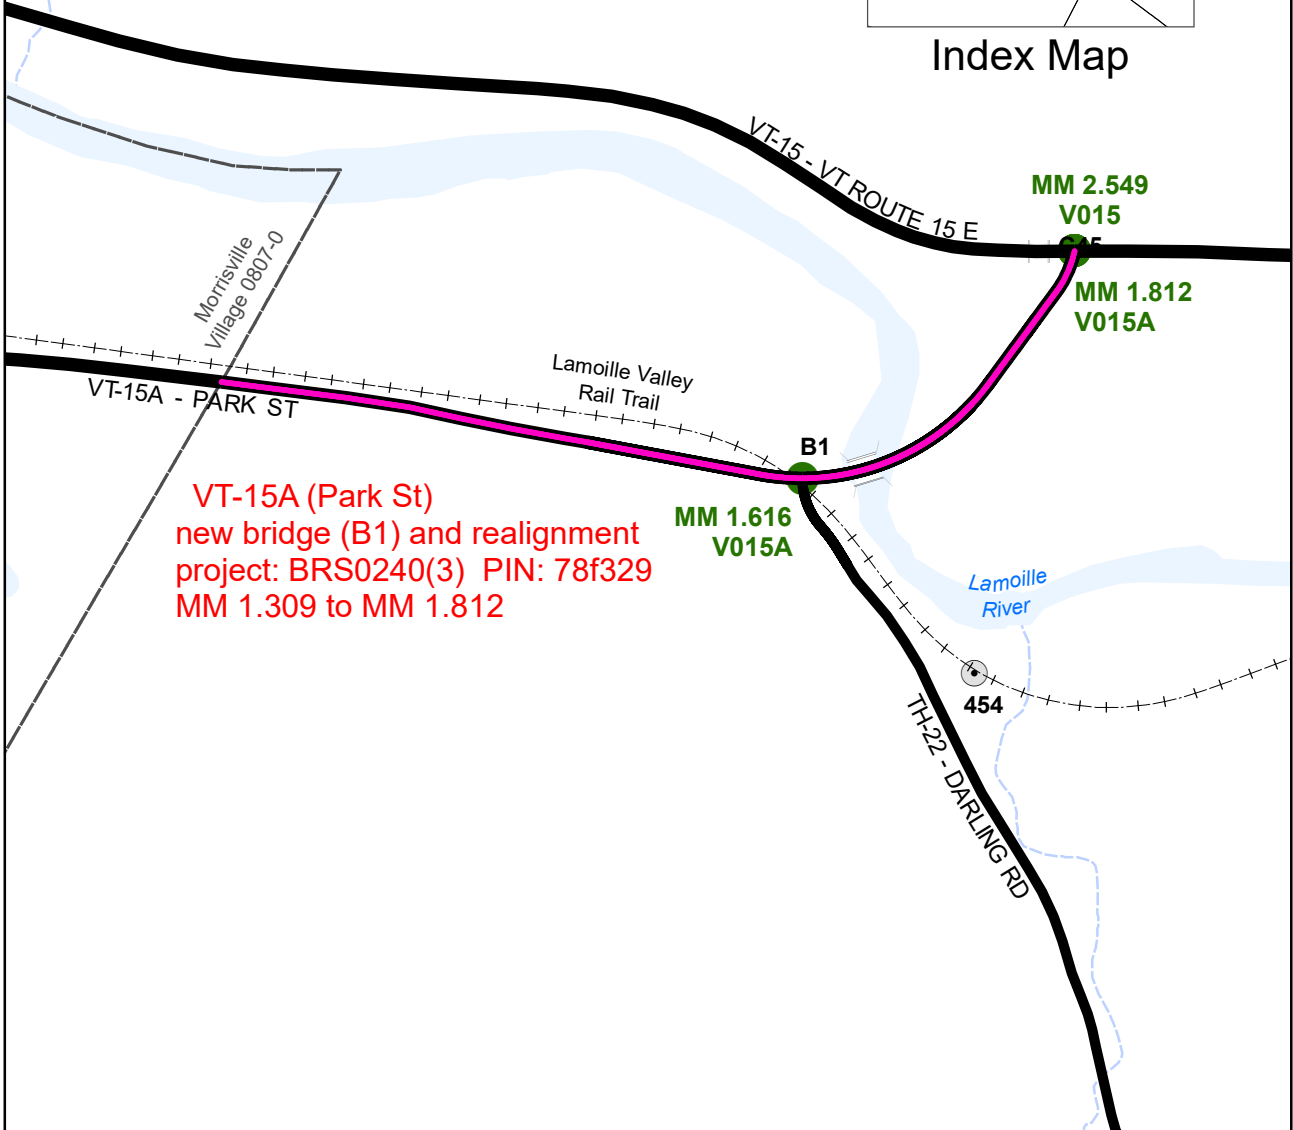 Index Map
VT-15 - VT ROUTE 15 E
MM 2.549
V015
MM 1.812
V015A
Morrisville
Village 0807-0
Lamoille Valley
Rail Trail
VT-15A - PARK ST
B1
VT-15A (Park St)
new bridge (B1) and realignment
project: BRS0240(3) PIN: 78f329
MM 1.309 to MM 1.812
MM 1.616
V015A
Lamoille
River
454
TH-22 - DARLING RD